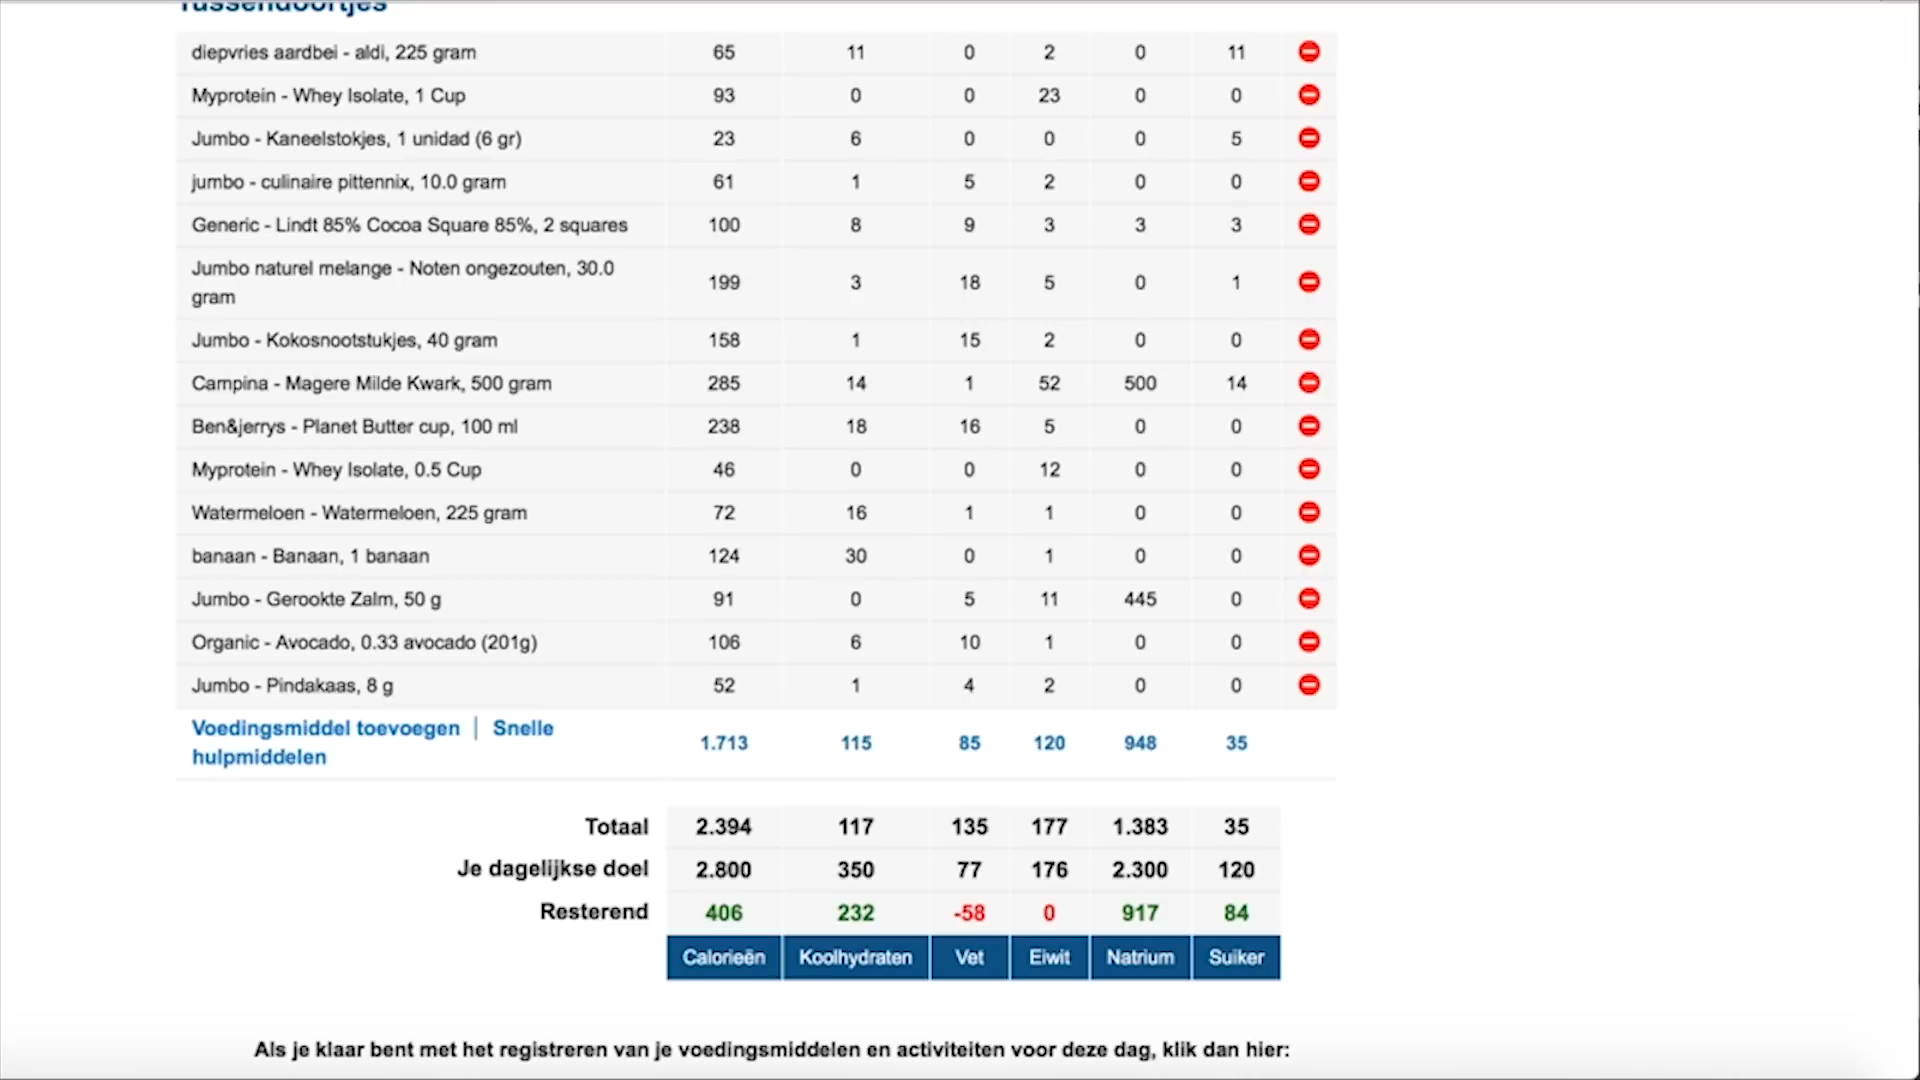 Tussendoortjes
diepvries aardbei - aldi, 225 gram 65 11 0 2 0 11
Myprotein - Whey Isolate, 1 Cup 93 0 0 23 0 0
Jumbo - Kaneelstokjes, 1 unidad (6 gr) 23 6 0 0 0 5
jumbo - culinaire pittennix, 10.0 gram 61 1 5 2 0 0
Generic - Lindt 85% Cocoa Square 85%, 2 squares 100 8 9 3 3 3
Jumbo naturel melange - Noten ongezouten, 30.0
gram 199 3 18 5 0 1
Jumbo - Kokosnootstukjes, 40 gram 158 1 15 2 0 0
Campina - Magere Milde Kwark, 500 gram 285 14 1 52 500 14
Ben&jerrys - Planet Butter cup, 100 ml 238 18 16 5 0 0
Myprotein - Whey Isolate, 0.5 Cup 46 0 0 12 0 0
Watermeloen - Watermeloen, 225 gram 72 16 1 1 0 0
banaan - Banaan, 1 banaan 124 30 0 1 0 0
Jumbo - Gerookte Zalm, 50 g 91 0 5 11 445 0
Organic - Avocado, 0.33 avocado (201g) 106 6 10 1 0 0
Jumbo - Pindakaas, 8 g 52 1 4 2 0 0
Voedingsmiddel toevoegen | Snelle
hulpmiddelen 1.713 115 85 120 948 35
Totaal 2.394 117 135 177 1.383 35
Je dagelijkse doel 2.800 350 77 176 2.300 120
Resterend 406 232 -58 0 917 84
Calorieën Koolhydraten Vet Eiwit Natrium Suiker
Als je klaar bent met het registreren van je voedingsmiddelen en activiteiten voor deze dag, klik dan hier: